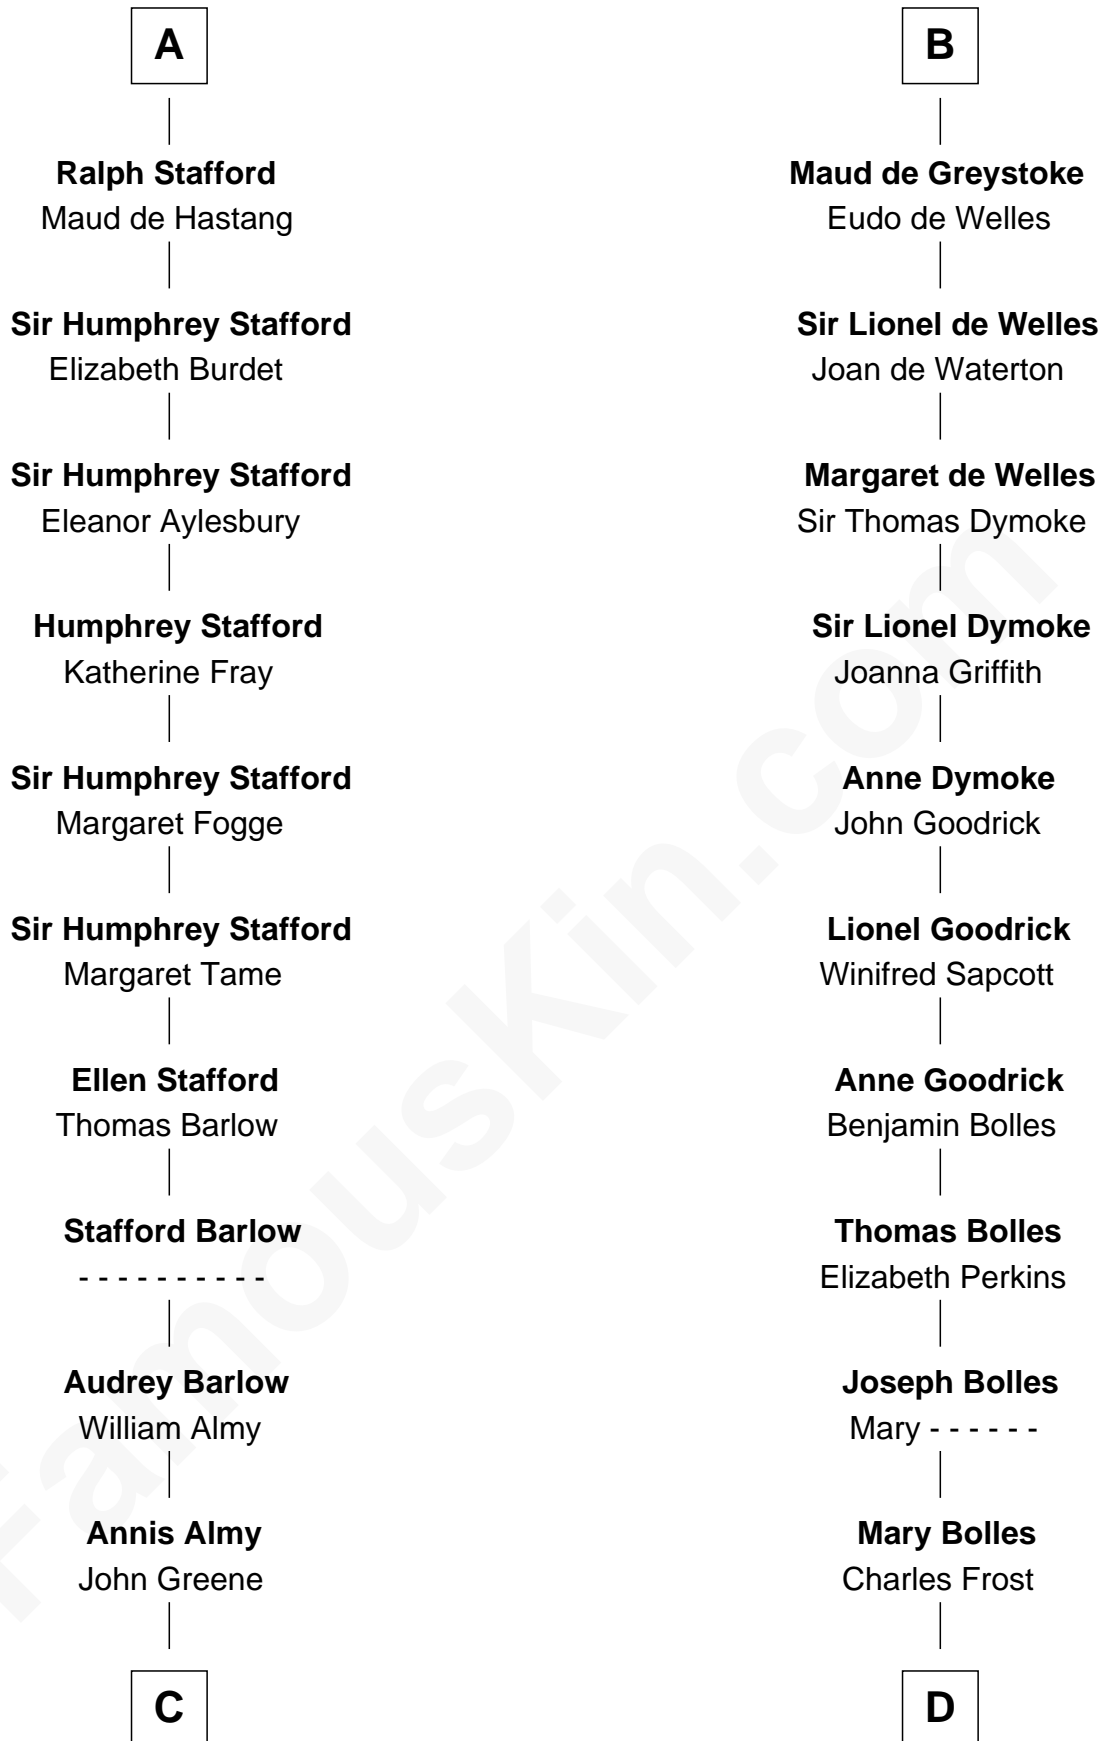 A
Ralph Stafford
Maud de Hastang
Sir Humphrey Stafford
Elizabeth Burdet
Sir Humphrey Stafford
Eleanor Aylesbury
Humphrey Stafford
Katherine Fray
Sir Humphrey Stafford
Margaret Fogge
Sir Humphrey Stafford
Margaret Tame
Ellen Stafford
Thomas Barlow
Stafford Barlow
- - - - - - - - - -
Audrey Barlow
William Almy
Annis Almy
John Greene
C
B
Maud de Greystoke
Eudo de Welles
Sir Lionel de Welles
Joan de Waterton
Margaret de Welles
Sir Thomas Dymoke
Sir Lionel Dymoke
Joanna Griffith
Anne Dymoke
John Goodrick
Lionel Goodrick
Winifred Sapcott
Anne Goodrick
Benjamin Bolles
Thomas Bolles
Elizabeth Perkins
Joseph Bolles
Mary - - - - - -
Mary Bolles
Charles Frost
D
FamousKin.com